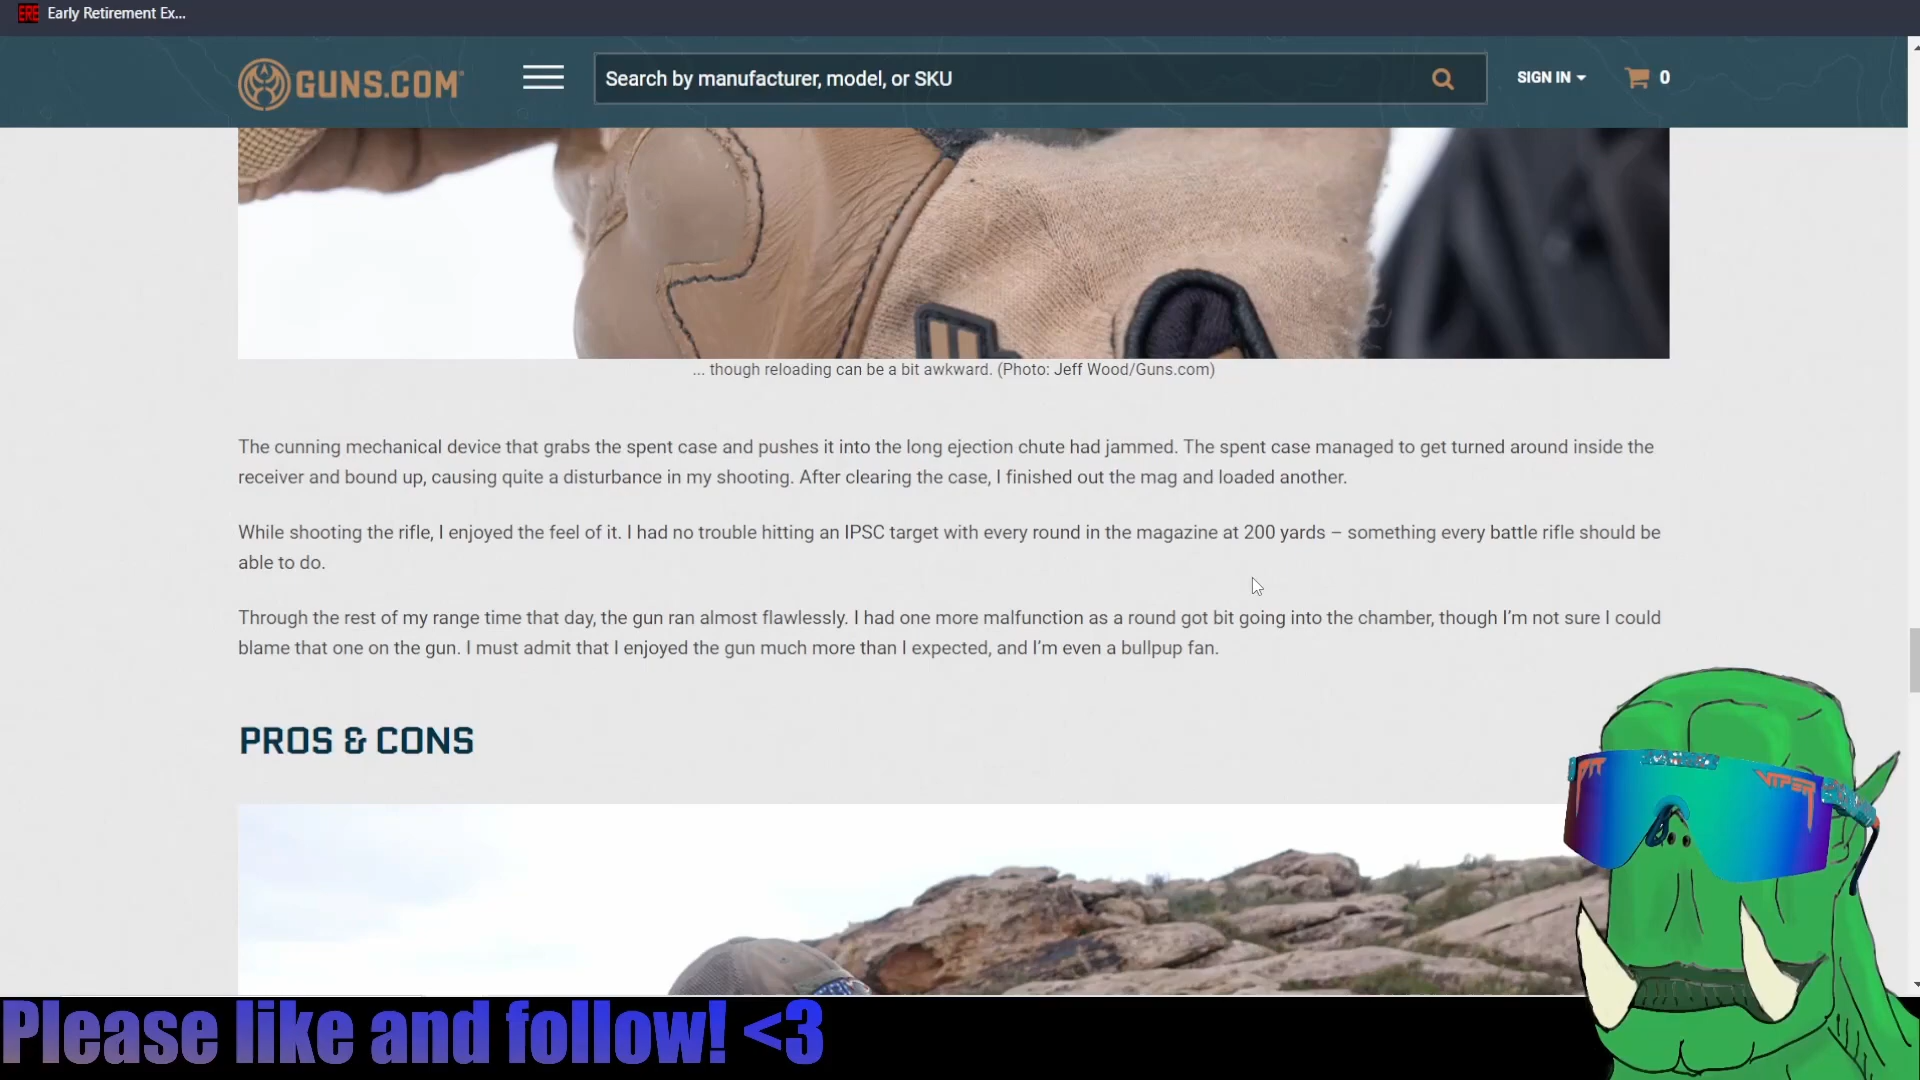 Early Retirement Ex...
GUNS.COM
Search by manufacturer, model, or SKU
SIGN IN
0
... though reloading can be a bit awkward. (Photo: Jeff Wood/Guns.com)
The cunning mechanical device that grabs the spent case and pushes it into the long ejection chute had jammed. The spent case managed to get turned around inside the
receiver and bound up, causing quite a disturbance in my shooting. After clearing the case, I finished out the mag and loaded another.
While shooting the rifle, I enjoyed the feel of it. I had no trouble hitting an IPSC target with every round in the magazine at 200 yards – something every battle rifle should be
able to do.
Through the rest of my range time that day, the gun ran almost flawlessly. I had one more malfunction as a round got bit going into the chamber, though I’m not sure I could
blame that one on the gun. I must admit that I enjoyed the gun much more than I expected, and I’m even a bullpup fan.
PROS & CONS
PIT VIPER
Please like and follow! <3